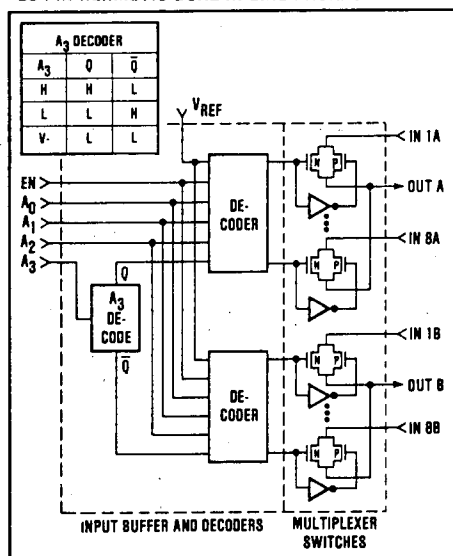 A3 DECODER
A3 Q Q̅
H H L
L L H
V- L L
VREF
EN
A0
A1
A2
A3
Q
A3
DE-
CODE
Q̅
DE-
CODER
DE-
CODER
N P
N P
N P
N P
IN 1A
OUT A
IN 8A
IN 1B
OUT B
IN 8B
INPUT BUFFER AND DECODERS
MULTIPLEXER
SWITCHES